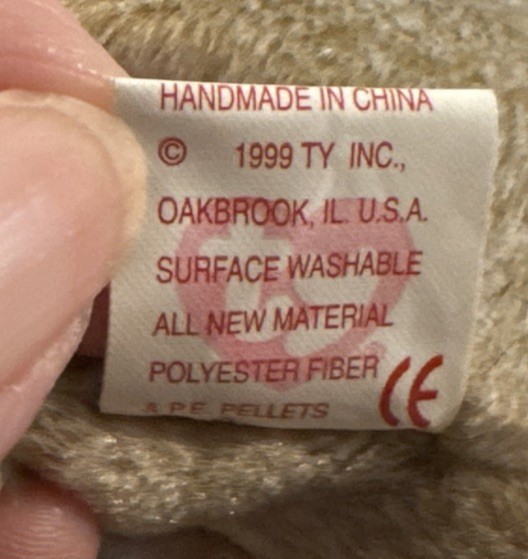 HANDMADE IN CHINA
© 1999 TY INC.,
OAKBROOK, IL. U.S.A.
SURFACE WASHABLE
ALL NEW MATERIAL
POLYESTER FIBER
& P.E. PELLETS CE